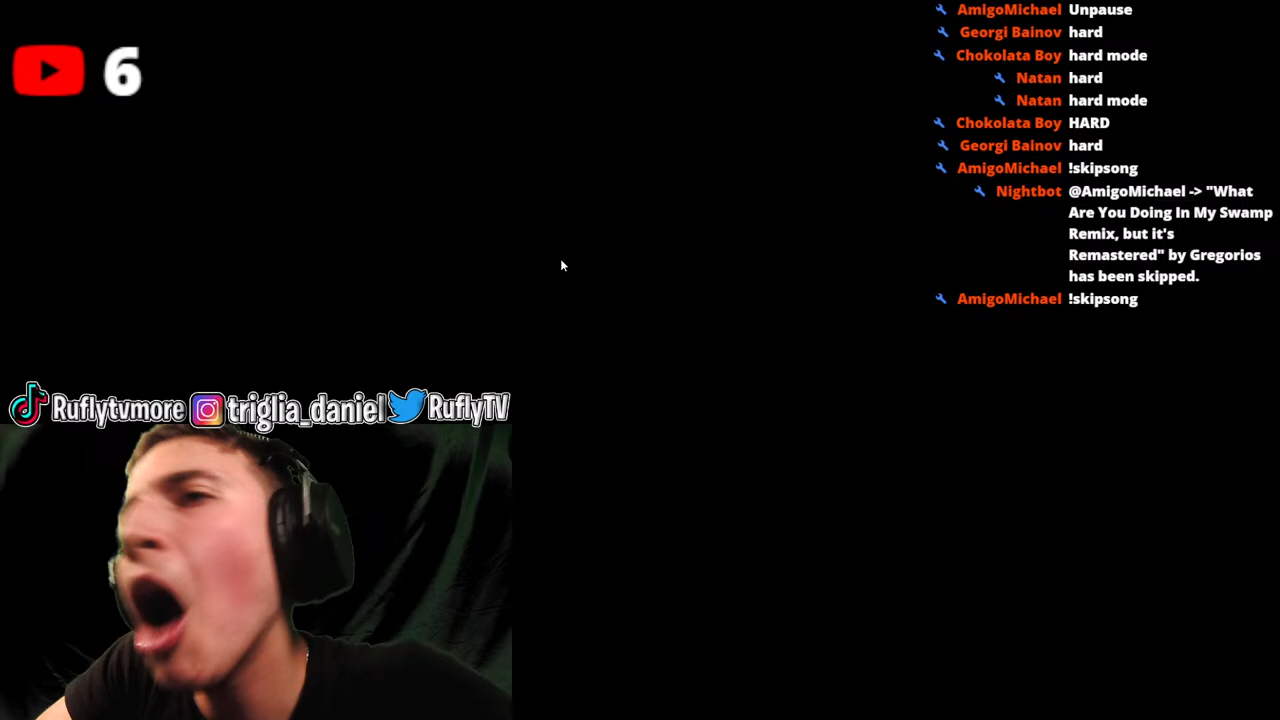 6
AmigoMichael Unpause
Georgi Bainov hard
Chokolata Boy hard mode
Natan hard
Natan hard mode
Chokolata Boy HARD
Georgi Bainov hard
AmigoMichael !skipsong
Nightbot @AmigoMichael -> "What
Are You Doing In My Swamp
Remix, but it's
Remastered" by Gregorios
has been skipped.
AmigoMichael !skipsong
Ruflytvmore triglia_daniel RuflyTV